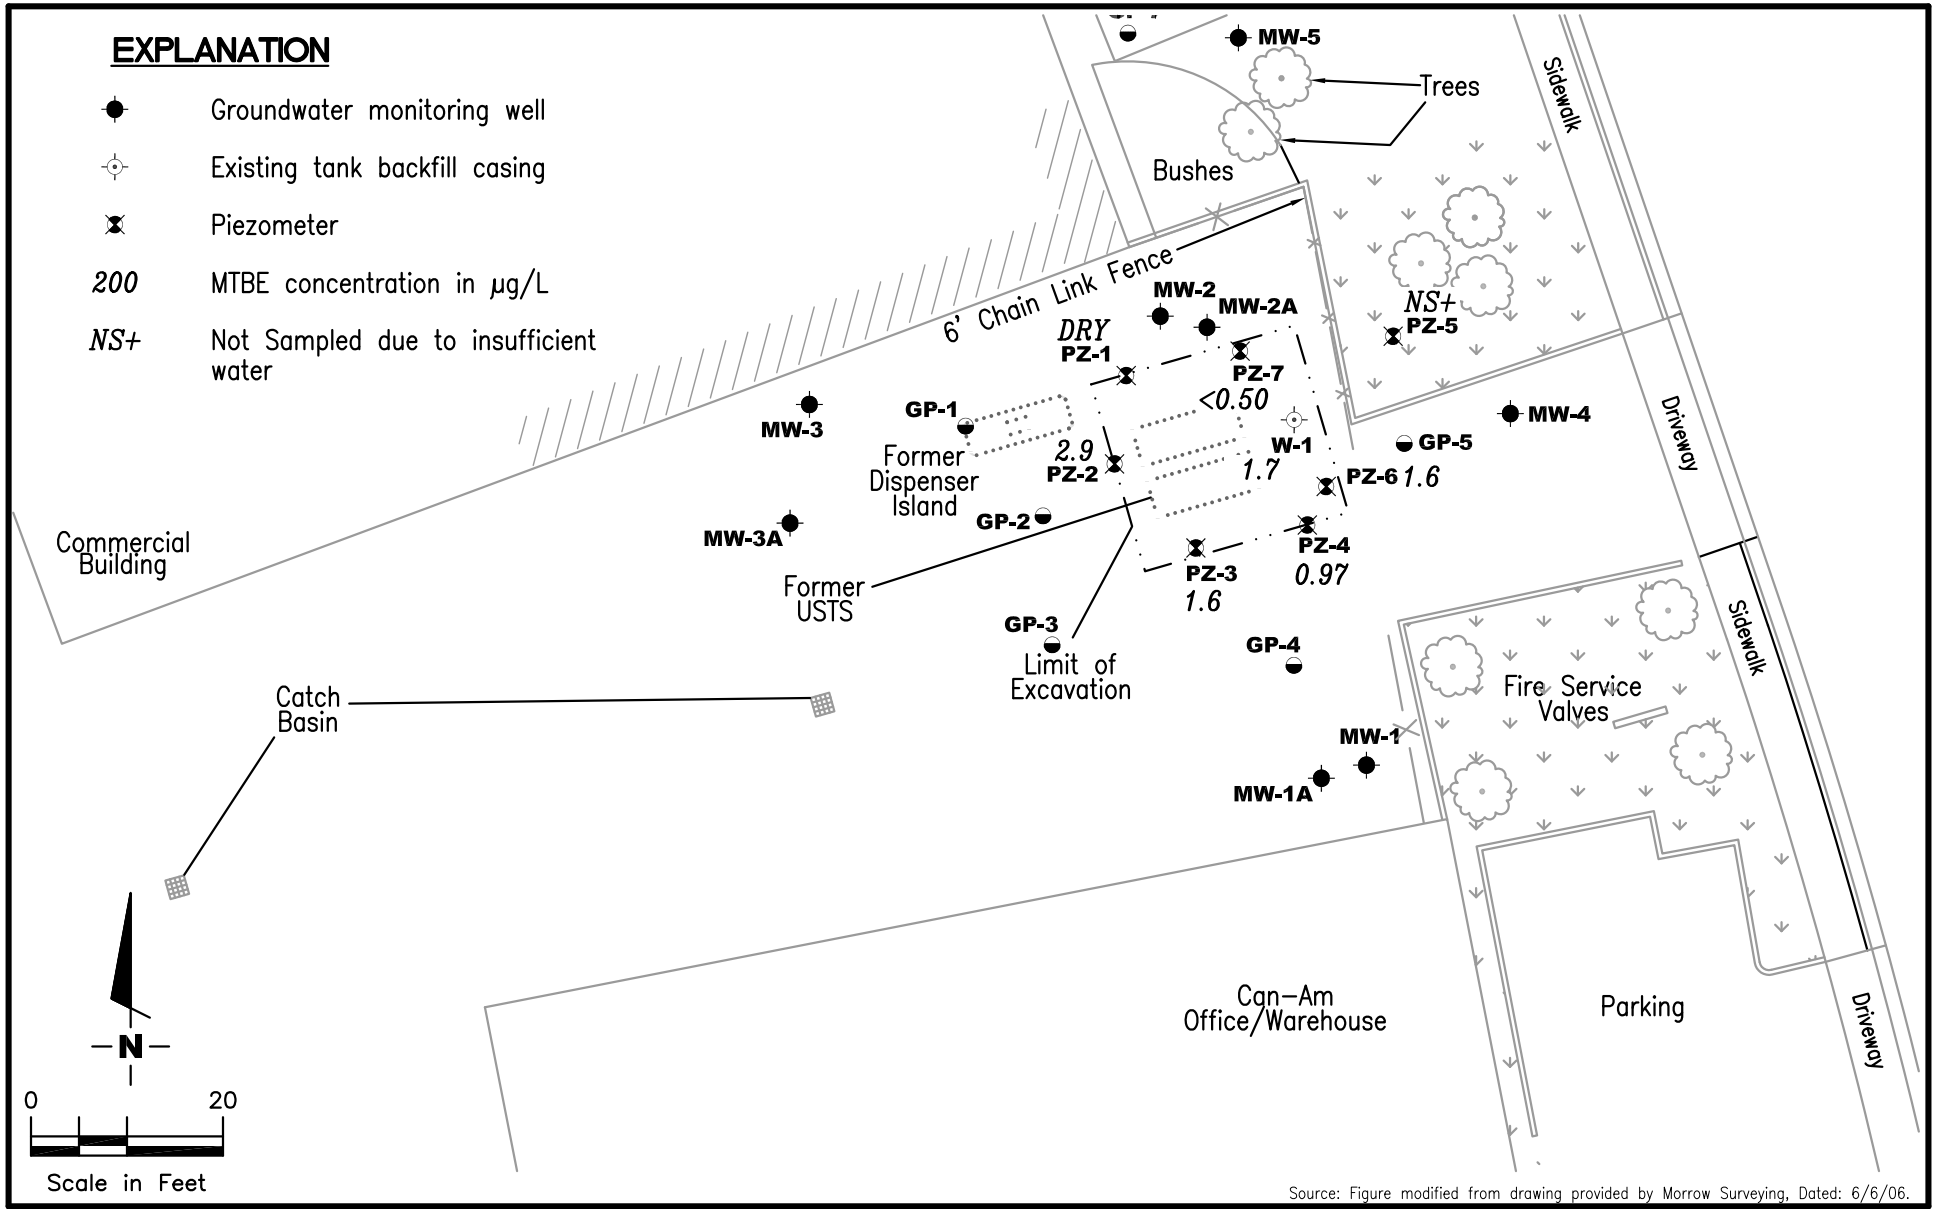 EXPLANATION
Groundwater monitoring well
Existing tank backfill casing
Piezometer
200 MTBE concentration in µg/L
NS+ Not Sampled due to insufficient
water
MW-5
Trees
Sidewalk
Bushes
6' Chain Link Fence
MW-2
MW-2A
NS+
PZ-5
DRY
PZ-1
PZ-7
<0.50
MW-3
GP-1
MW-4
Driveway
W-1
GP-5
Former
Dispenser
Island
2.9
PZ-2
1.7
PZ-6 1.6
GP-2
MW-3A
PZ-4
0.97
PZ-3
1.6
Commercial
Building
Former
USTS
GP-3
Limit of
Excavation
GP-4
Sidewalk
Fire Service
Valves
Catch
Basin
MW-1
MW-1A
Can-Am
Office/Warehouse
Parking
Driveway
N
0 20
Scale in Feet
Source: Figure modified from drawing provided by Morrow Surveying, Dated: 6/6/06.